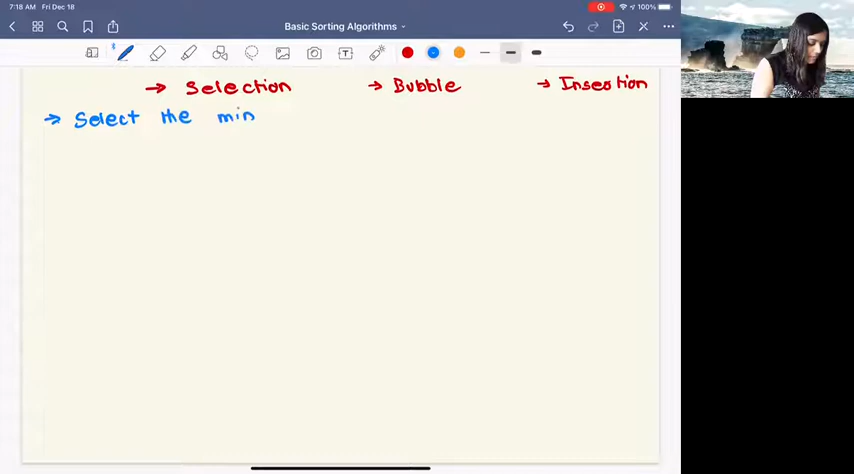 7:18 AM Fri Dec 18
100%
Basic Sorting Algorithms
→ Selection → Bubble → Insertion
→ Select the min